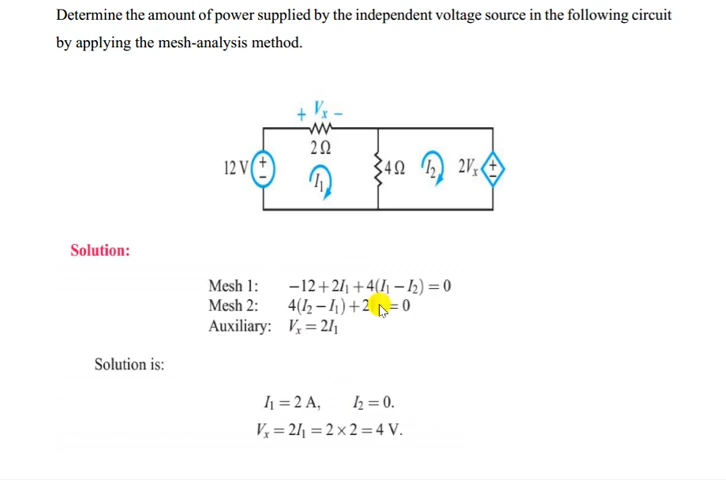 Determine the amount of power supplied by the independent voltage source in the following circuit
by applying the mesh-analysis method.
+ Vₓ −
2 Ω
12 V
+
−
I₁
4 Ω
I₂
2Vₓ
+
−
Solution:
Mesh 1: −12 + 2I₁ + 4(I₁ − I₂) = 0
Mesh 2: 4(I₂ − I₁) + 2 = 0
Auxiliary: Vₓ = 2I₁
Solution is:
I₁ = 2 A, I₂ = 0.
Vₓ = 2I₁ = 2 × 2 = 4 V.